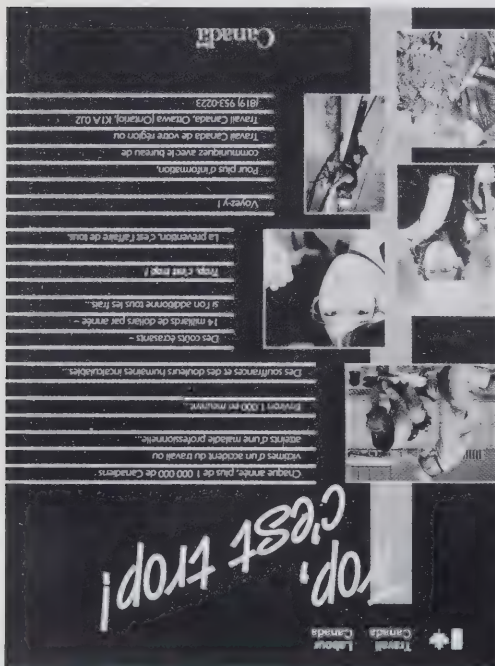 Travail Labour
Canada Canada
Trop,
c'est trop!
Chaque année, plus de 1 000 000 de Canadiens
victimes d'un accident du travail ou
atteints d'une maladie professionnelle...
Environ 1 000 en meurent...
Des souffrances et des douleurs humaines incalculables...
Des coûts écrasants –
14 milliards de dollars par année –
si l'on additionne tous les frais...
Trop, c'est trop !
La prévention, c'est l'affaire de tous.
Voyez-y !
Pour plus d'information,
communiquez avec le bureau de
Travail Canada de votre région ou
Travail Canada, Ottawa (Ontario), K1A 0J2
(819) 953-0223
Canada